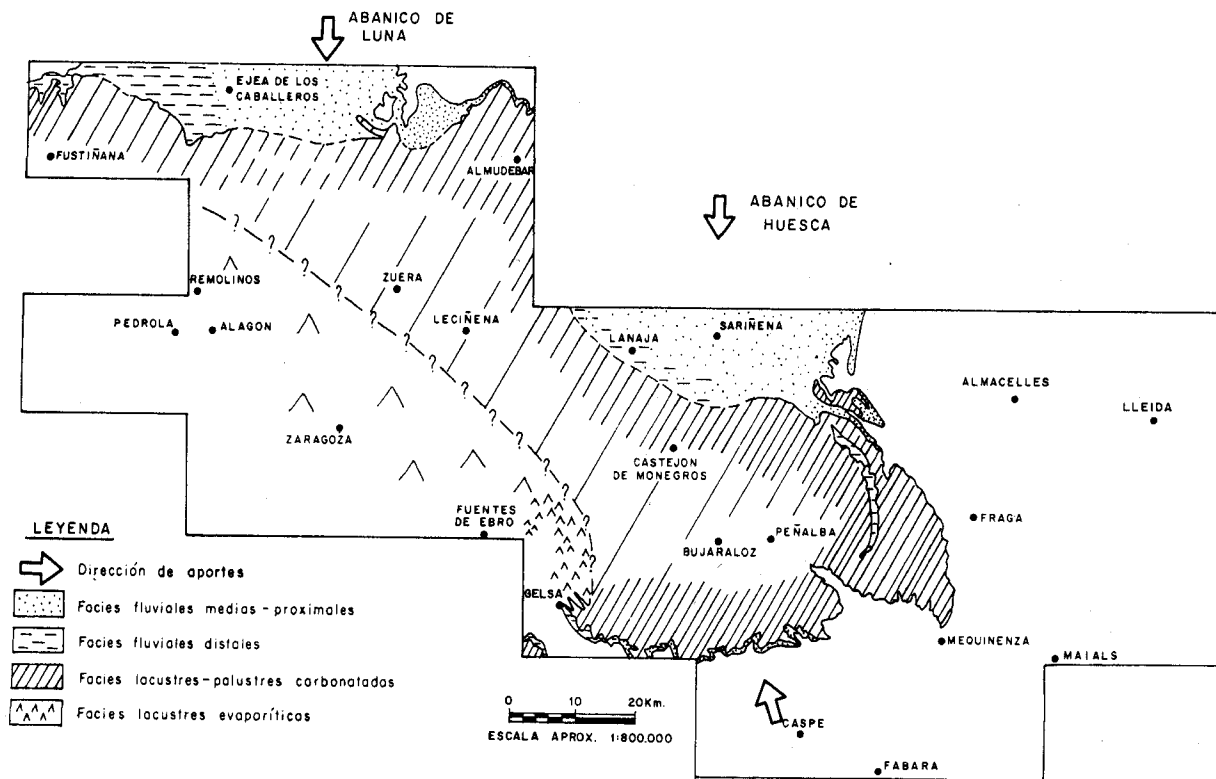 ABANICO DE
LUNA
EJEA DE LOS
CABALLEROS
FUSTIÑANA
ALMUDEBAR
ABANICO DE
HUESCA
REMOLINOS
ZUERA
PEDROLA
ALAGON
LECIÑENA
LANAJA
SARIÑENA
ALMACELLES
LLEIDA
ZARAGOZA
CASTEJON
DE MONEGROS
FUENTES
DE EBRO
FRAGA
PEÑALBA
BUJARALOZ
GELSA
MEQUINENZA
MAIALS
CASPE
FABARA
? ? ? ? ? ? ? ? ? ? ? ? ? ?
LEYENDA
Dirección de aportes
Facies fluviales medias-proximales
Facies fluviales distales
Facies lacustres-palustres carbonatadas
Facies lacustres evaporíticas
0 10 20Km.
ESCALA APROX. 1:800.000